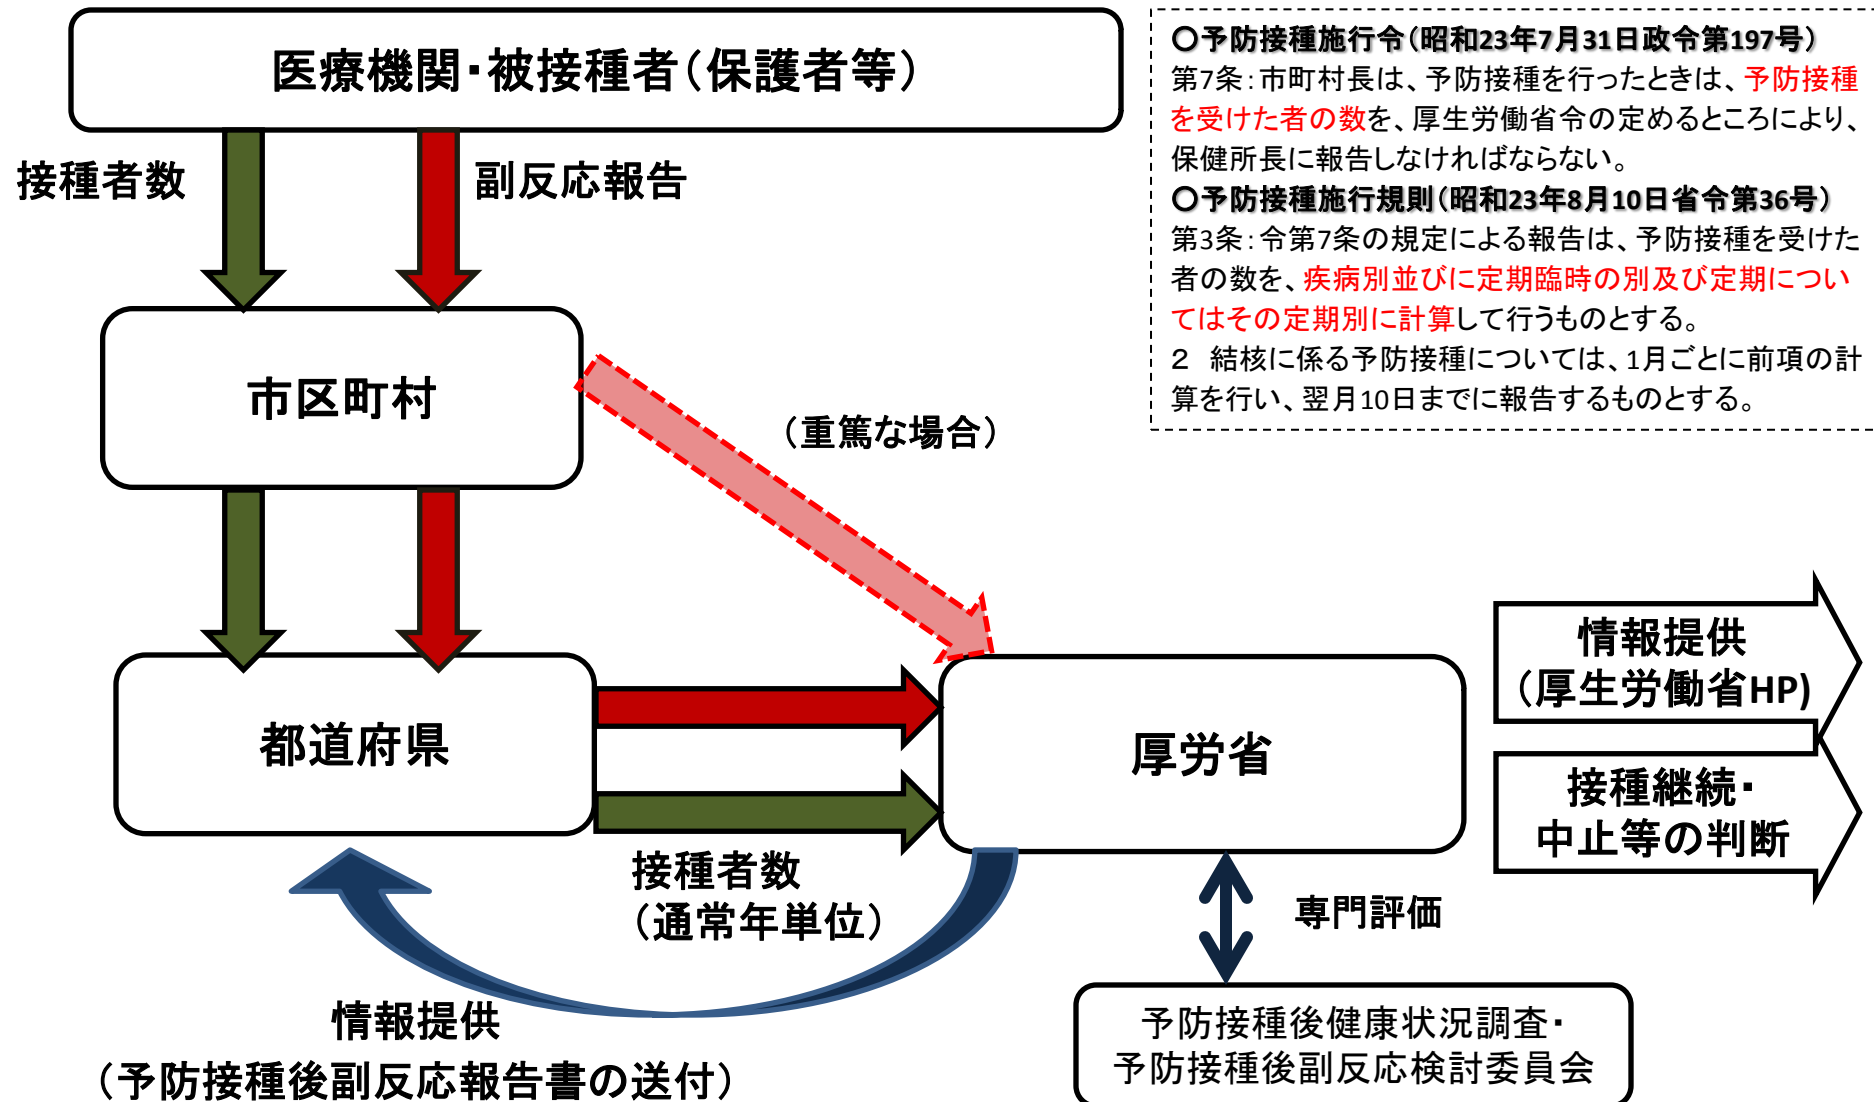 医療機関・被接種者（保護者等）
接種者数
副反応報告
市区町村
（重篤な場合）
都道府県
厚労省
接種者数
（通常年単位）
情報提供
（予防接種後副反応報告書の送付）
専門評価
予防接種後健康状況調査・
予防接種後副反応検討委員会
情報提供
（厚生労働省HP)
接種継続・
中止等の判断
○予防接種施行令（昭和23年7月31日政令第197号）
第7条：市町村長は、予防接種を行ったときは、予防接種
を受けた者の数を、厚生労働省令の定めるところにより、
保健所長に報告しなければならない。
○予防接種施行規則（昭和23年8月10日省令第36号）
第3条：令第7条の規定による報告は、予防接種を受けた
者の数を、疾病別並びに定期臨時の別及び定期につい
てはその定期別に計算して行うものとする。
２　結核に係る予防接種については、1月ごとに前項の計
算を行い、翌月10日までに報告するものとする。